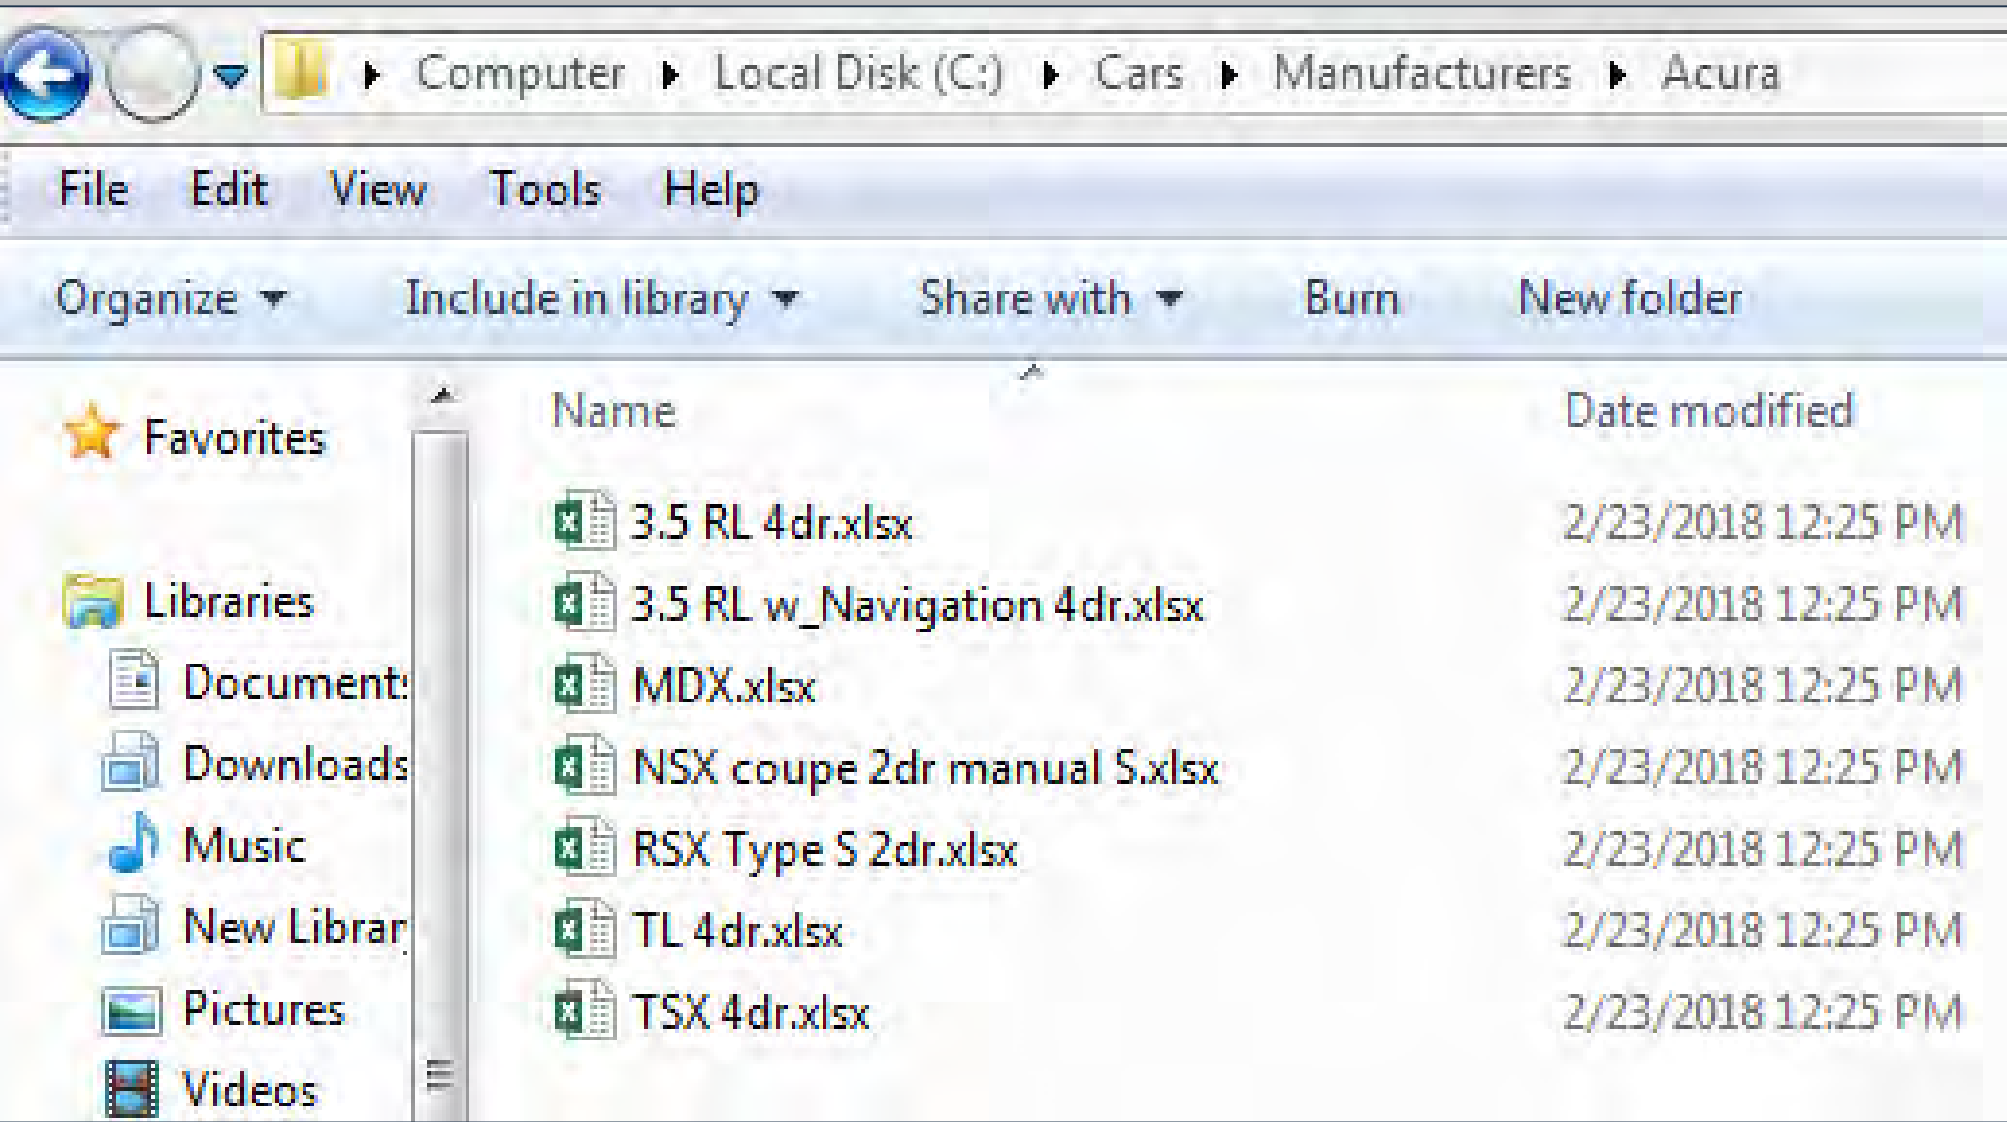 Computer Local Disk (C:) Cars Manufacturers Acura
File Edit View Tools Help
Organize Include in library Share with Burn New folder
Favorites
Libraries
Documents
Downloads
Music
New Librar
Pictures
Videos
Name Date modified
3.5 RL 4dr.xlsx 2/23/2018 12:25 PM
3.5 RL w_Navigation 4dr.xlsx 2/23/2018 12:25 PM
MDX.xlsx 2/23/2018 12:25 PM
NSX coupe 2dr manual S.xlsx 2/23/2018 12:25 PM
RSX Type S 2dr.xlsx 2/23/2018 12:25 PM
TL 4dr.xlsx 2/23/2018 12:25 PM
TSX 4dr.xlsx 2/23/2018 12:25 PM